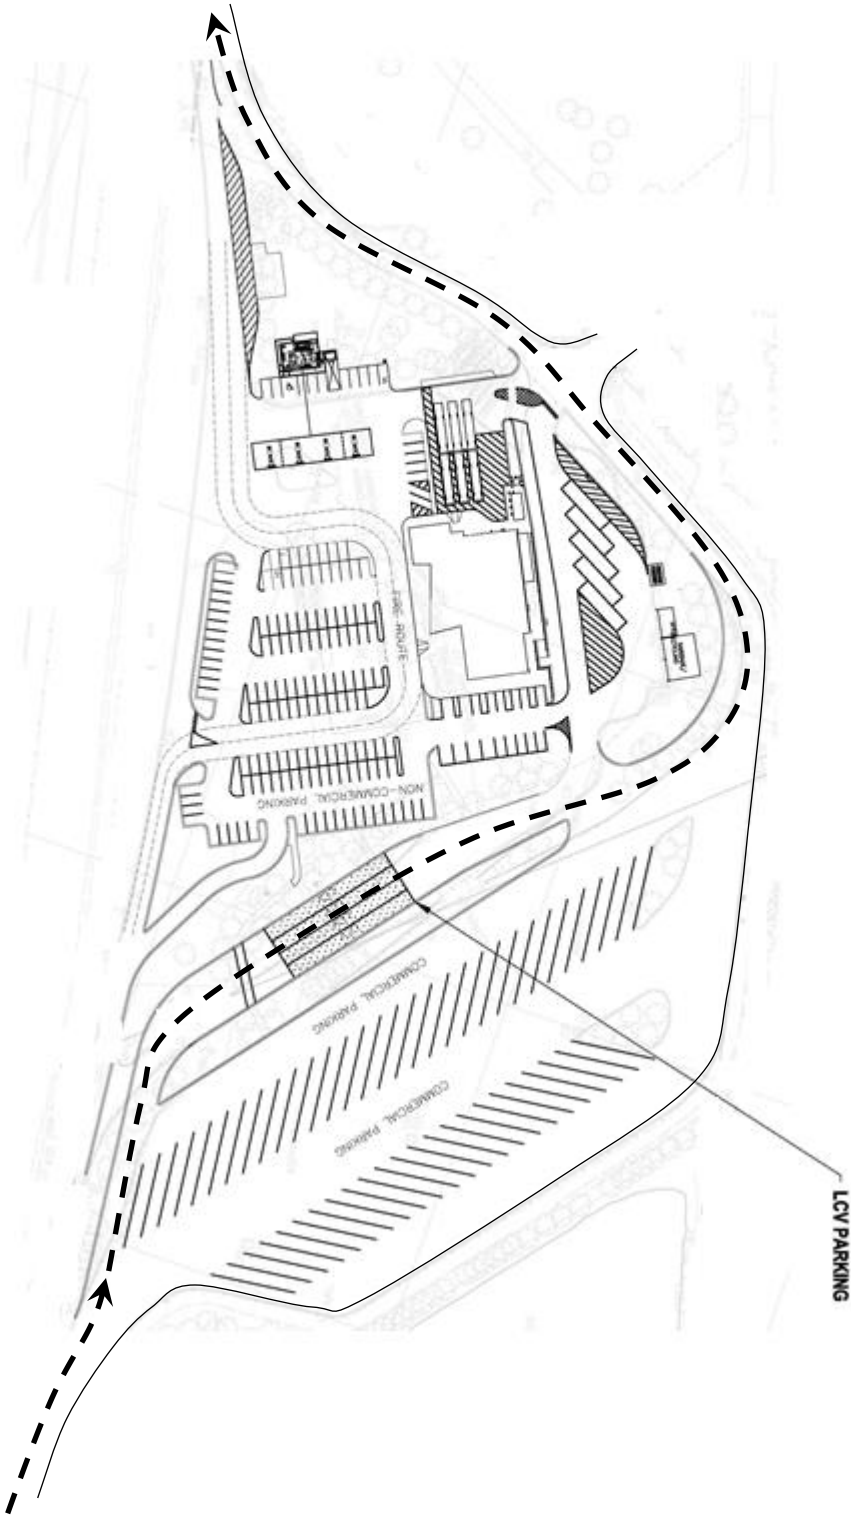 FIRE ROUTE
NON-COMMERCIAL PARKING
COMMERCIAL PARKING
COMMERCIAL PARKING
LCV PARKING